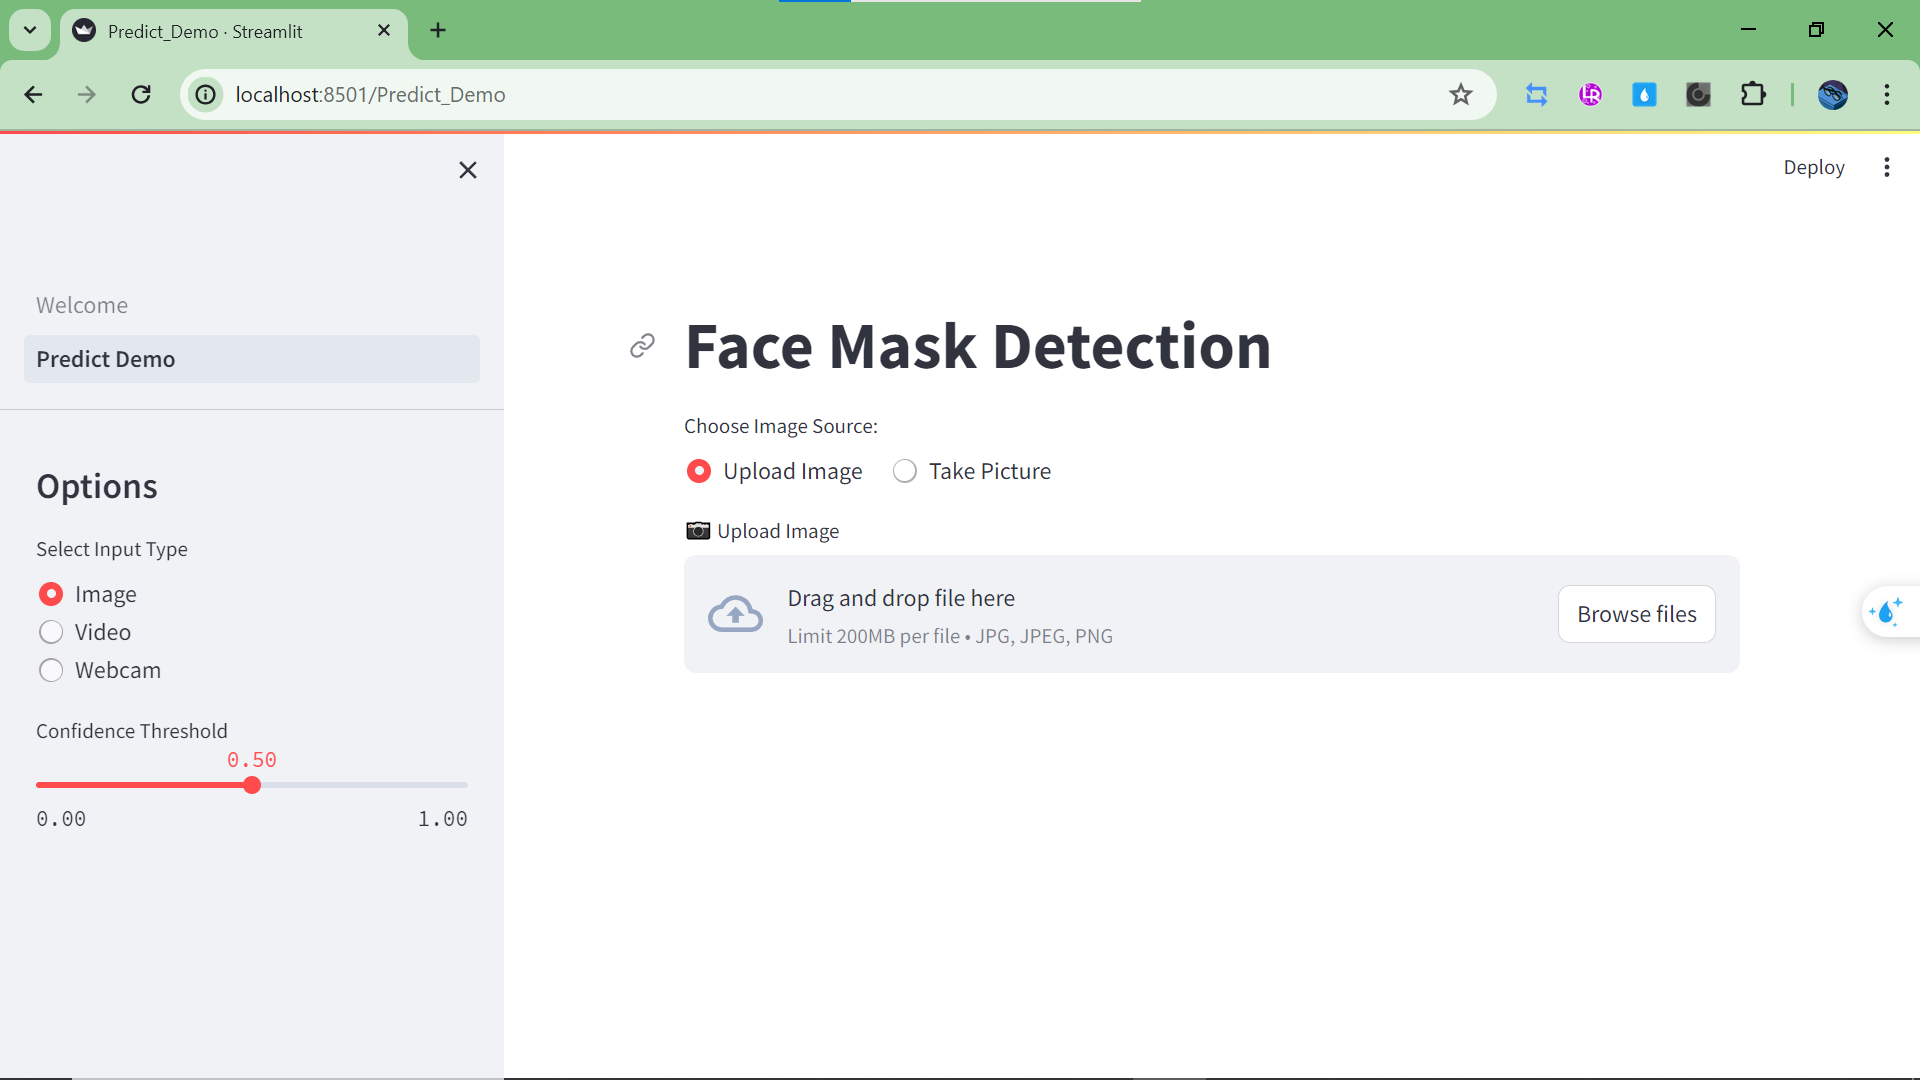 Predict_Demo · Streamlit
localhost:8501/Predict_Demo
Deploy
Welcome
Predict Demo
Options
Select Input Type
Image
Video
Webcam
Confidence Threshold
0.50
0.00 1.00
Face Mask Detection
Choose Image Source:
Upload Image Take Picture
Upload Image
Drag and drop file here
Limit 200MB per file • JPG, JPEG, PNG
Browse files